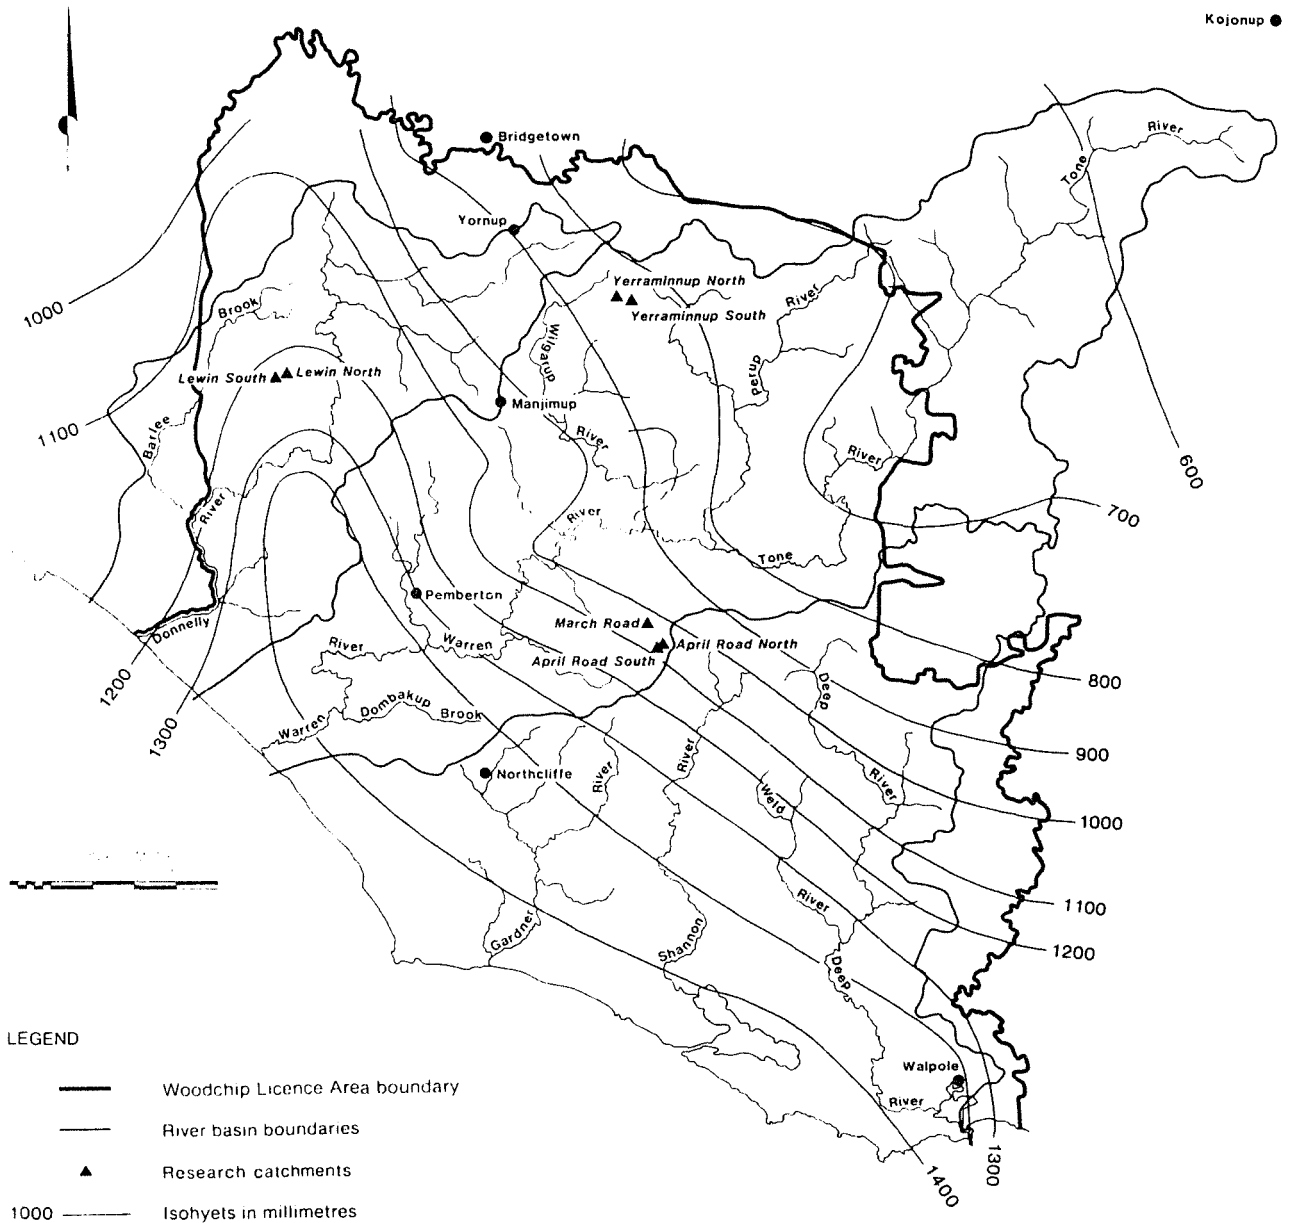 Kojonup
Bridgetown
River
Tone
Yornup
Yerraminnup North
River
Yerraminnup South
1000
Brook
Wilgarup
Perup
Lewin South
Lewin North
Manjimup
1100
Barlee
River
River
600
River
River
700
Tone
Pemberton
Donnelly
March Road
River
Warren
April Road North
April Road South
1200
Deep
800
Dombakup Brook
1300
Warren
River
900
Northcliffe
River
River
Weld
1000
River
1100
Gardner
Shannon
1200
Deep
LEGEND
Walpole
Woodchip Licence Area boundary
River
River basin boundaries
1300
Research catchments
1400
1000
Isohyets in millimetres